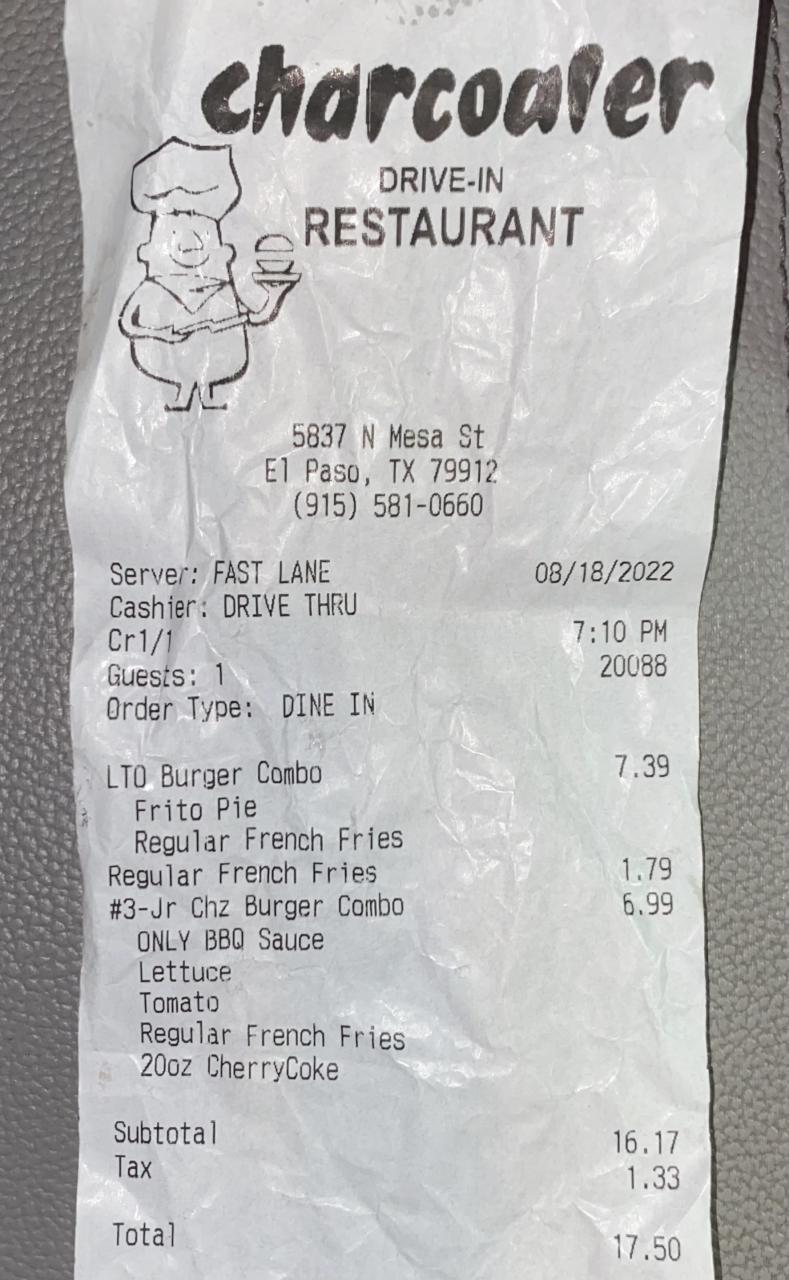 charcoaler
DRIVE-IN
RESTAURANT
5837 N Mesa St
El Paso, TX 79912
(915) 581-0660
Server: FAST LANE 08/18/2022
Cashier: DRIVE THRU
Cr1/1 7:10 PM
Guests: 1 20088
Order Type: DINE IN
LTO Burger Combo 7.39
Frito Pie
Regular French Fries
Regular French Fries 1.79
#3-Jr Chz Burger Combo 6.99
ONLY BBQ Sauce
Lettuce
Tomato
Regular French Fries
20oz CherryCoke
Subtotal 16.17
Tax 1.33
Total 17.50